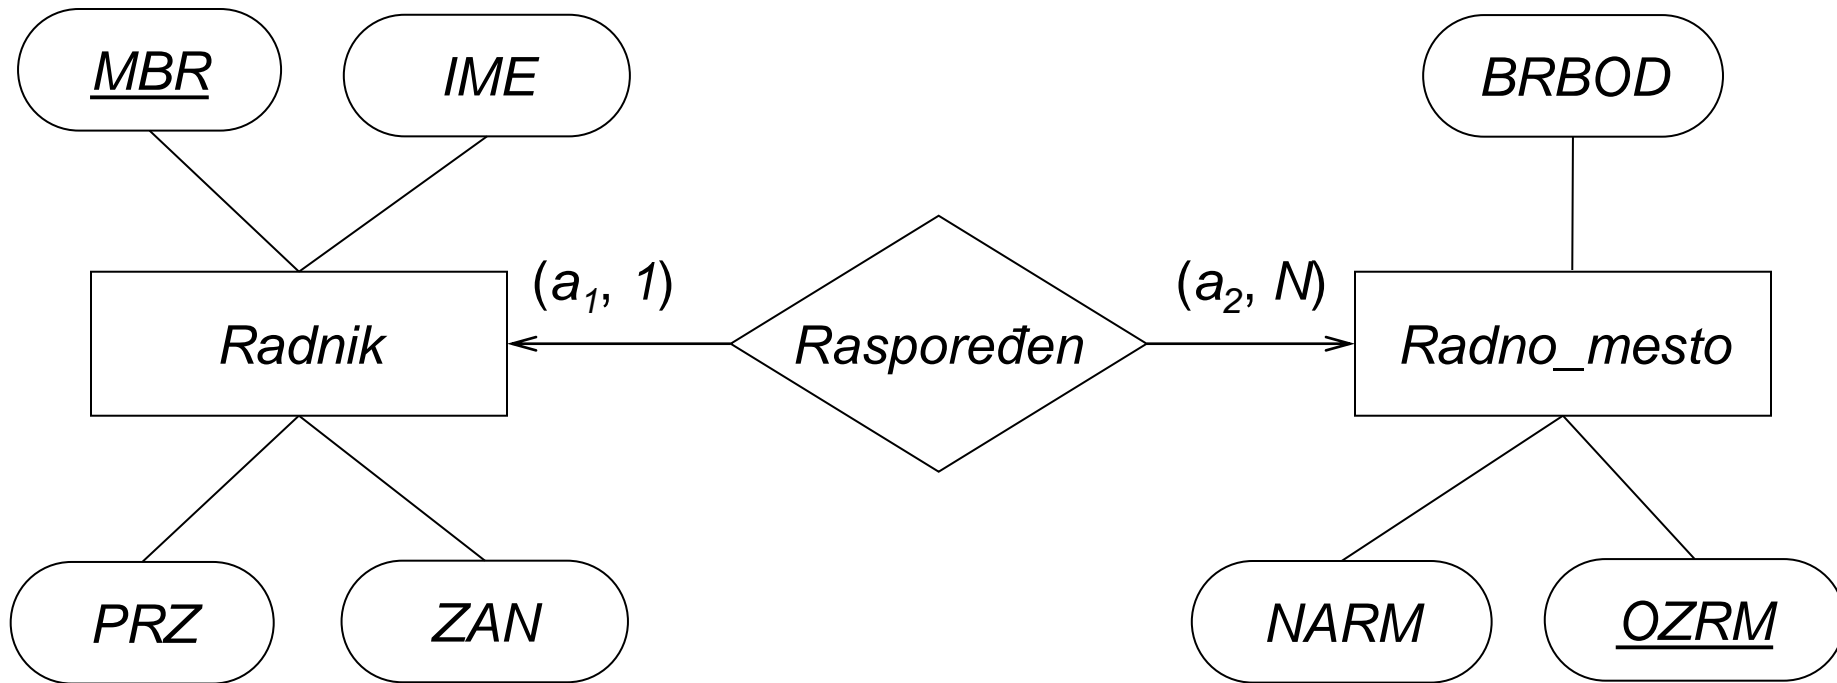 MBR
IME
BRBOD
(a₁, 1)
(a₂, N)
Radnik
Raspoređen
Radno_mesto
PRZ
ZAN
NARM
OZRM